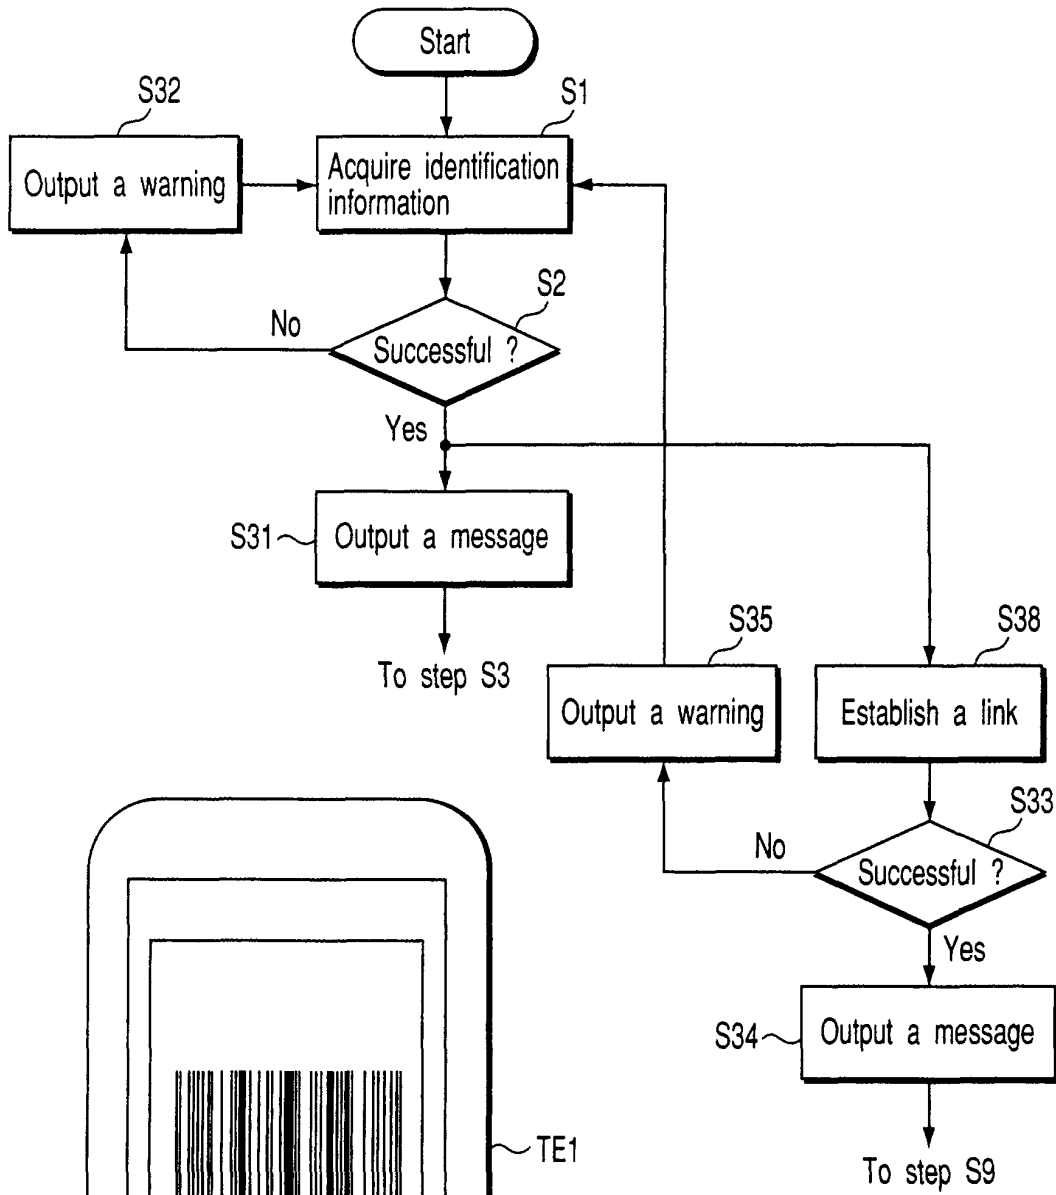 Start
S32
S1
Output a warning
Acquire identification
information
S2
No
Successful ?
Yes
S31
Output a message
To step S3
S35
S38
Output a warning
Establish a link
S33
No
Successful ?
Yes
S34
Output a message
TE1
To step S9